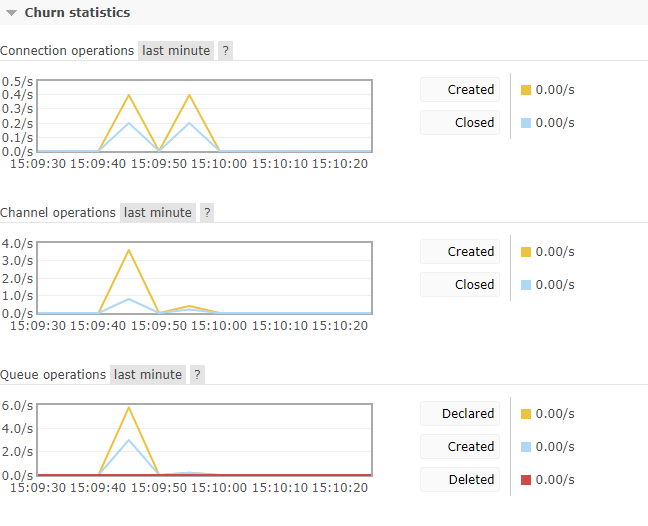 Churn statistics
Connection operations last minute ?
0.5/s
0.4/s
0.3/s
0.2/s
0.1/s
0.0/s
15:09:30 15:09:40 15:09:50 15:10:00 15:10:10 15:10:20
Created 0.00/s
Closed 0.00/s
Channel operations last minute ?
4.0/s
3.0/s
2.0/s
1.0/s
0.0/s
15:09:30 15:09:40 15:09:50 15:10:00 15:10:10 15:10:20
Created 0.00/s
Closed 0.00/s
Queue operations last minute ?
6.0/s
4.0/s
2.0/s
0.0/s
15:09:30 15:09:40 15:09:50 15:10:00 15:10:10 15:10:20
Declared 0.00/s
Created 0.00/s
Deleted 0.00/s